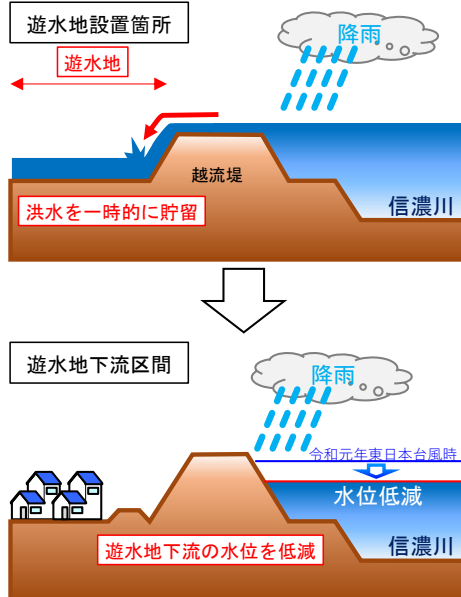 遊水地設置箇所
遊水地
降雨
越流堤
洪水を一時的に貯留
信濃川
遊水地下流区間
降雨
令和元年東日本台風時
水位低減
遊水地下流の水位を低減
信濃川